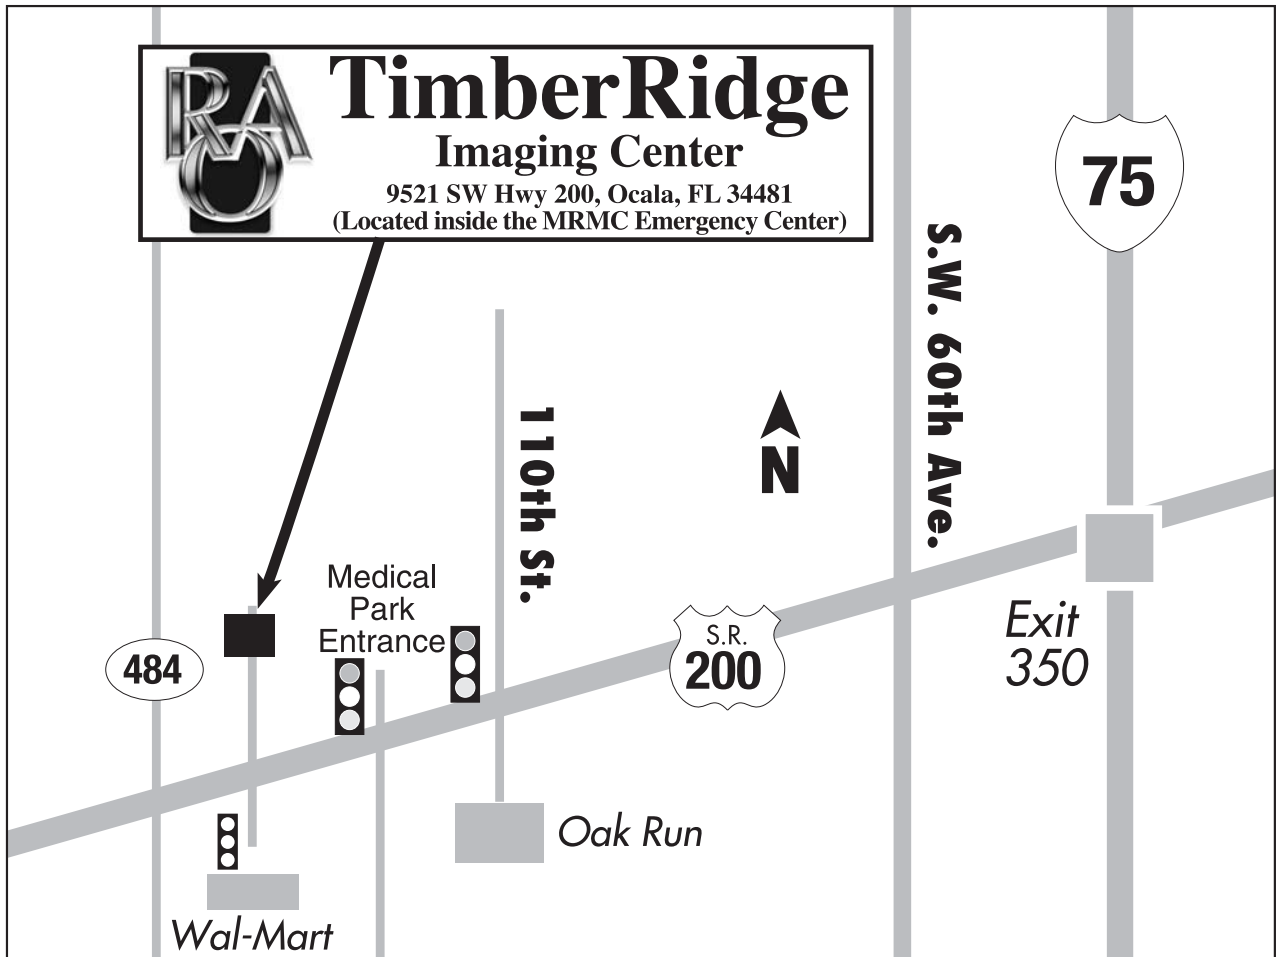 RAO
TimberRidge
Imaging Center
9521 SW Hwy 200, Ocala, FL 34481
(Located inside the MRMC Emergency Center)
75
S.W. 60th Ave.
110th St.
N
Medical
Park
Entrance
484
S.R.
200
Exit
350
Oak Run
Wal-Mart